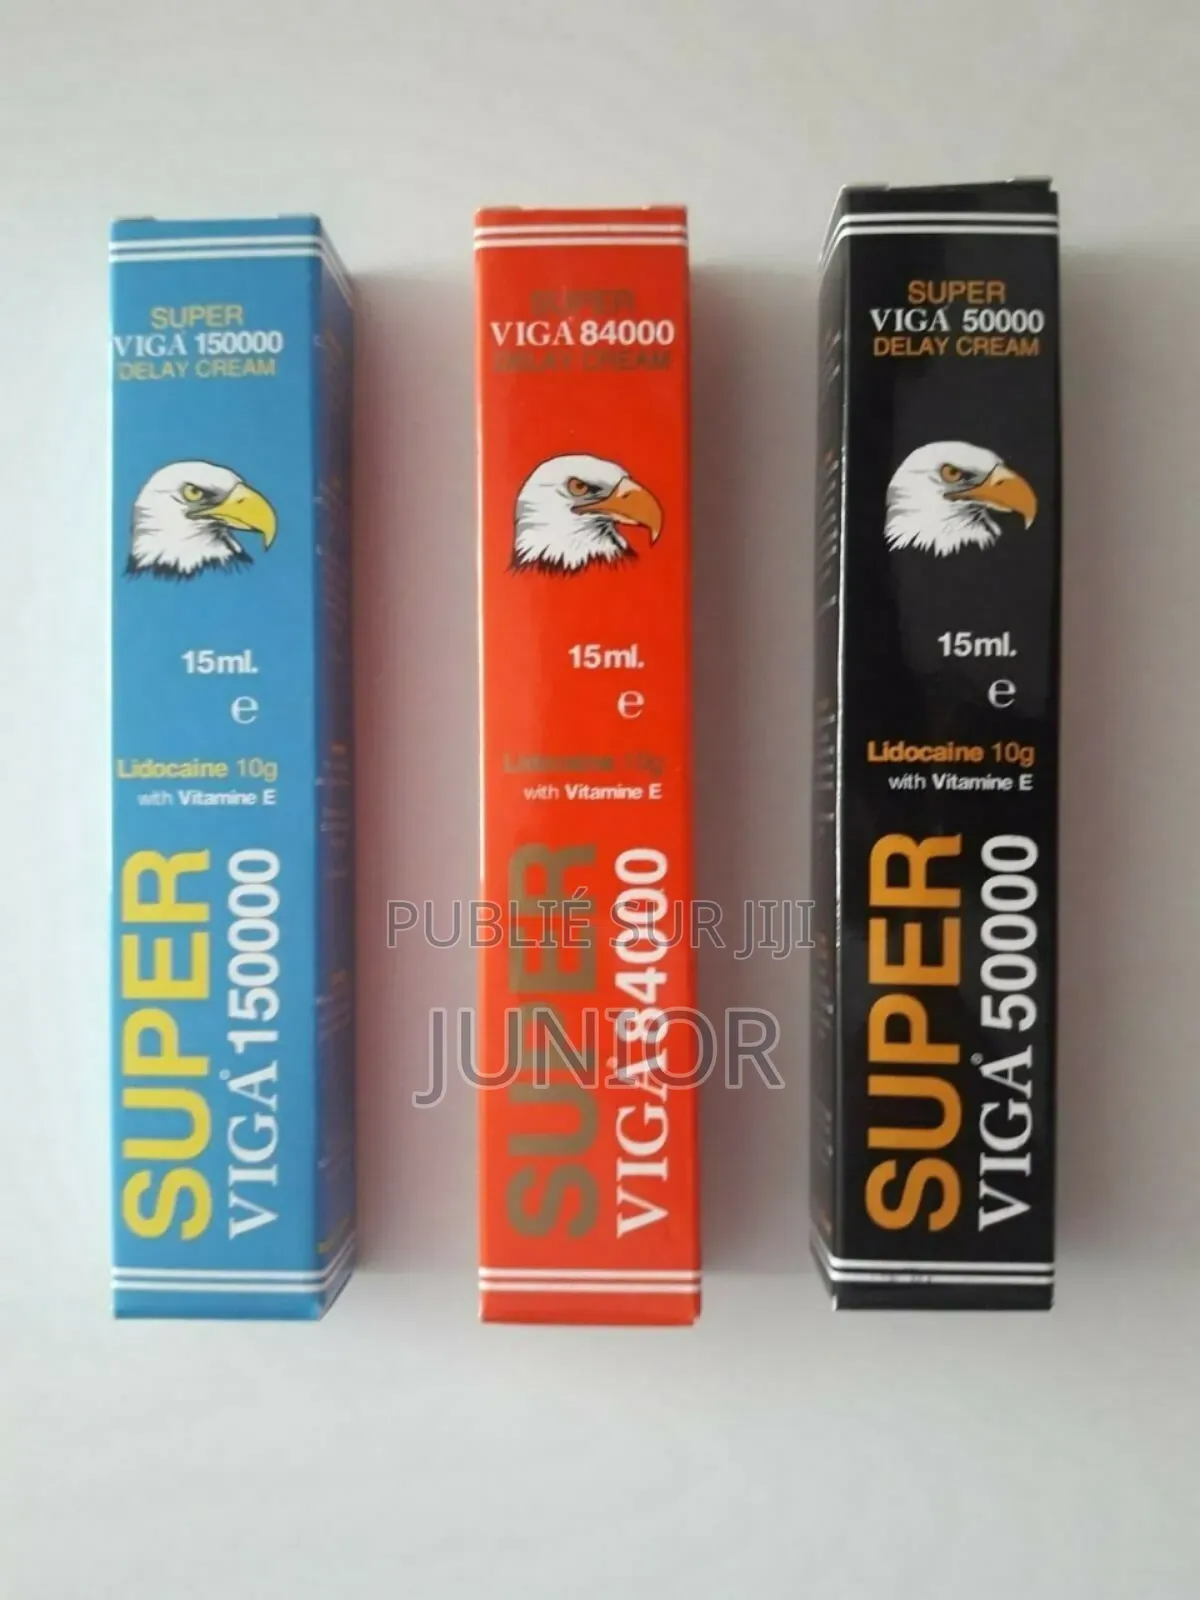 SUPER
VIGA 150000
DELAY CREAM
15ml.
e
Lidocaine 10g
with Vitamine E
SUPER
VIGA® 150000
SUPER
VIGA 84000
DELAY CREAM
15ml.
e
Lidocaine 10g
with Vitamine E
SUPER
VIGA® 84000
SUPER
VIGA 50000
DELAY CREAM
15ml.
e
Lidocaine 10g
with Vitamine E
SUPER
VIGA® 50000
PUBLIÉ SUR JIJI
JUNIOR